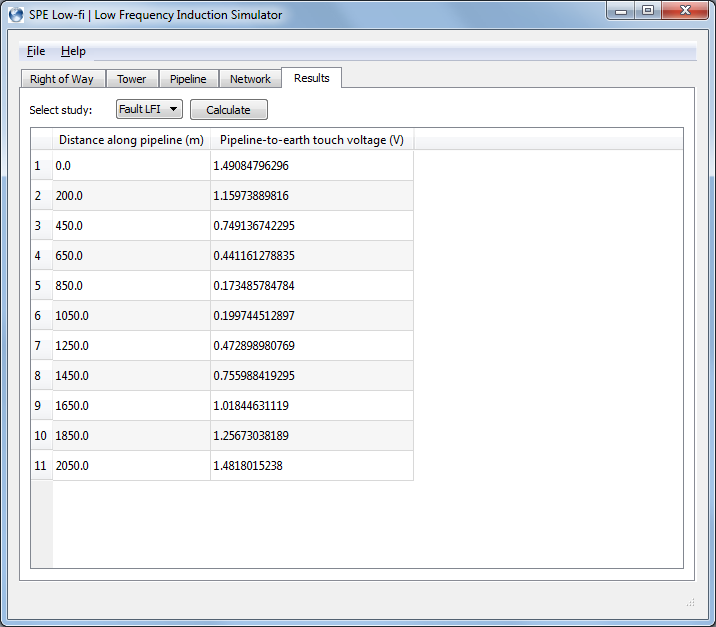 SPE Low-fi | Low Frequency Induction Simulator
File Help
Right of Way Tower Pipeline Network Results
Select study: Fault LFI Calculate
Distance along pipeline (m) Pipeline-to-earth touch voltage (V)
1 0.0 1.49084796296
2 200.0 1.15973889816
3 450.0 0.749136742295
4 650.0 0.441161278835
5 850.0 0.173485784784
6 1050.0 0.199744512897
7 1250.0 0.472898980769
8 1450.0 0.755988419295
9 1650.0 1.01844631119
10 1850.0 1.25673038189
11 2050.0 1.4818015238